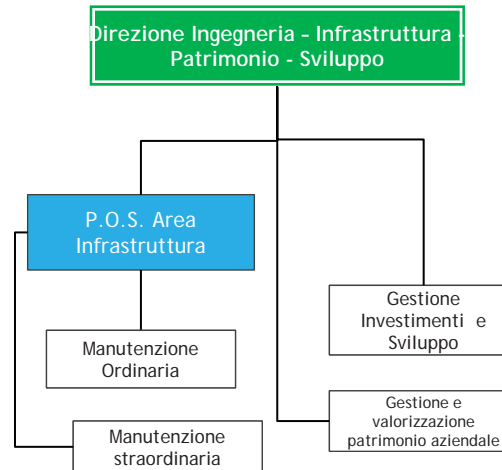 Direzione Ingegneria – Infrastruttura -
Patrimonio - Sviluppo
P.O.S. Area
Infrastruttura
Gestione
Investimenti e
Sviluppo
Manutenzione
Ordinaria
Gestione e
valorizzazione
patrimonio aziendale
Manutenzione
straordinaria